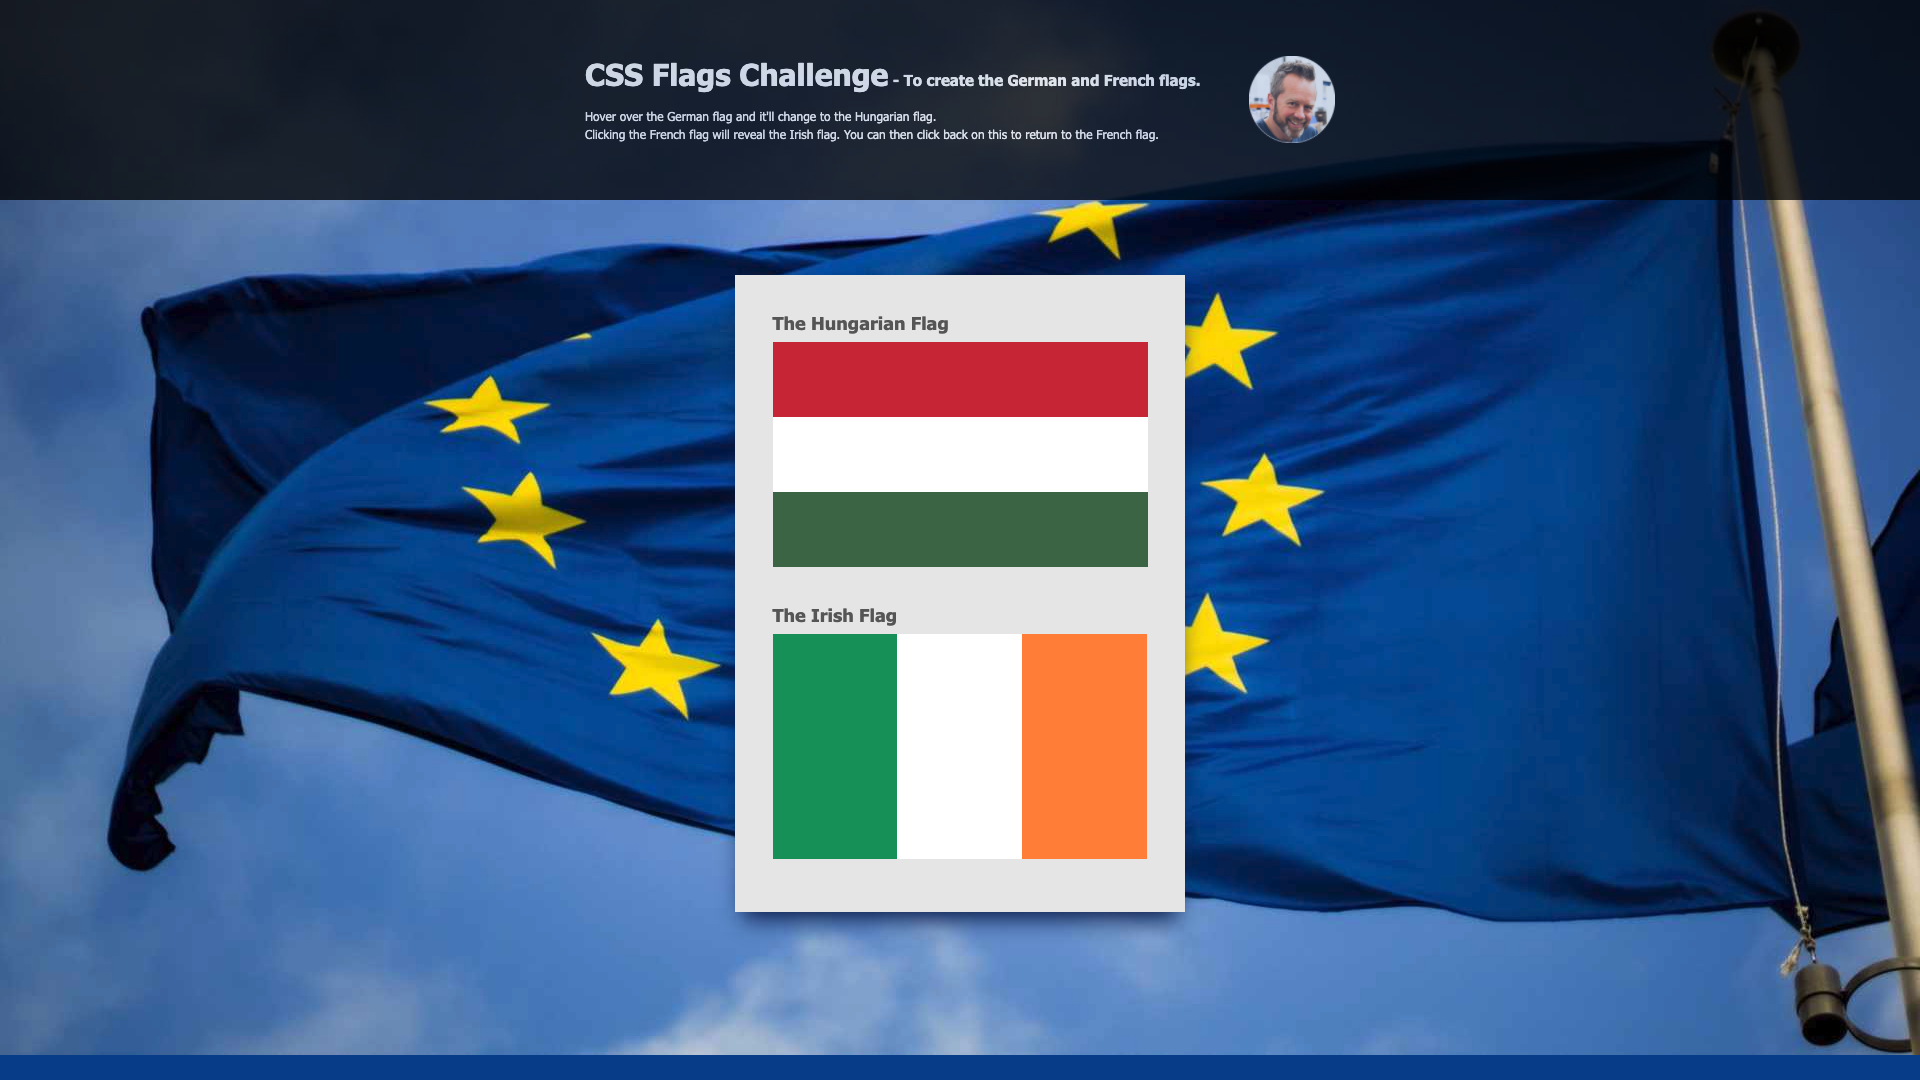 CSS Flags Challenge - To create the German and French flags.
Hover over the German flag and it'll change to the Hungarian flag.
Clicking the French flag will reveal the Irish flag. You can then click back on this to return to the French flag.
The Hungarian Flag
The Irish Flag